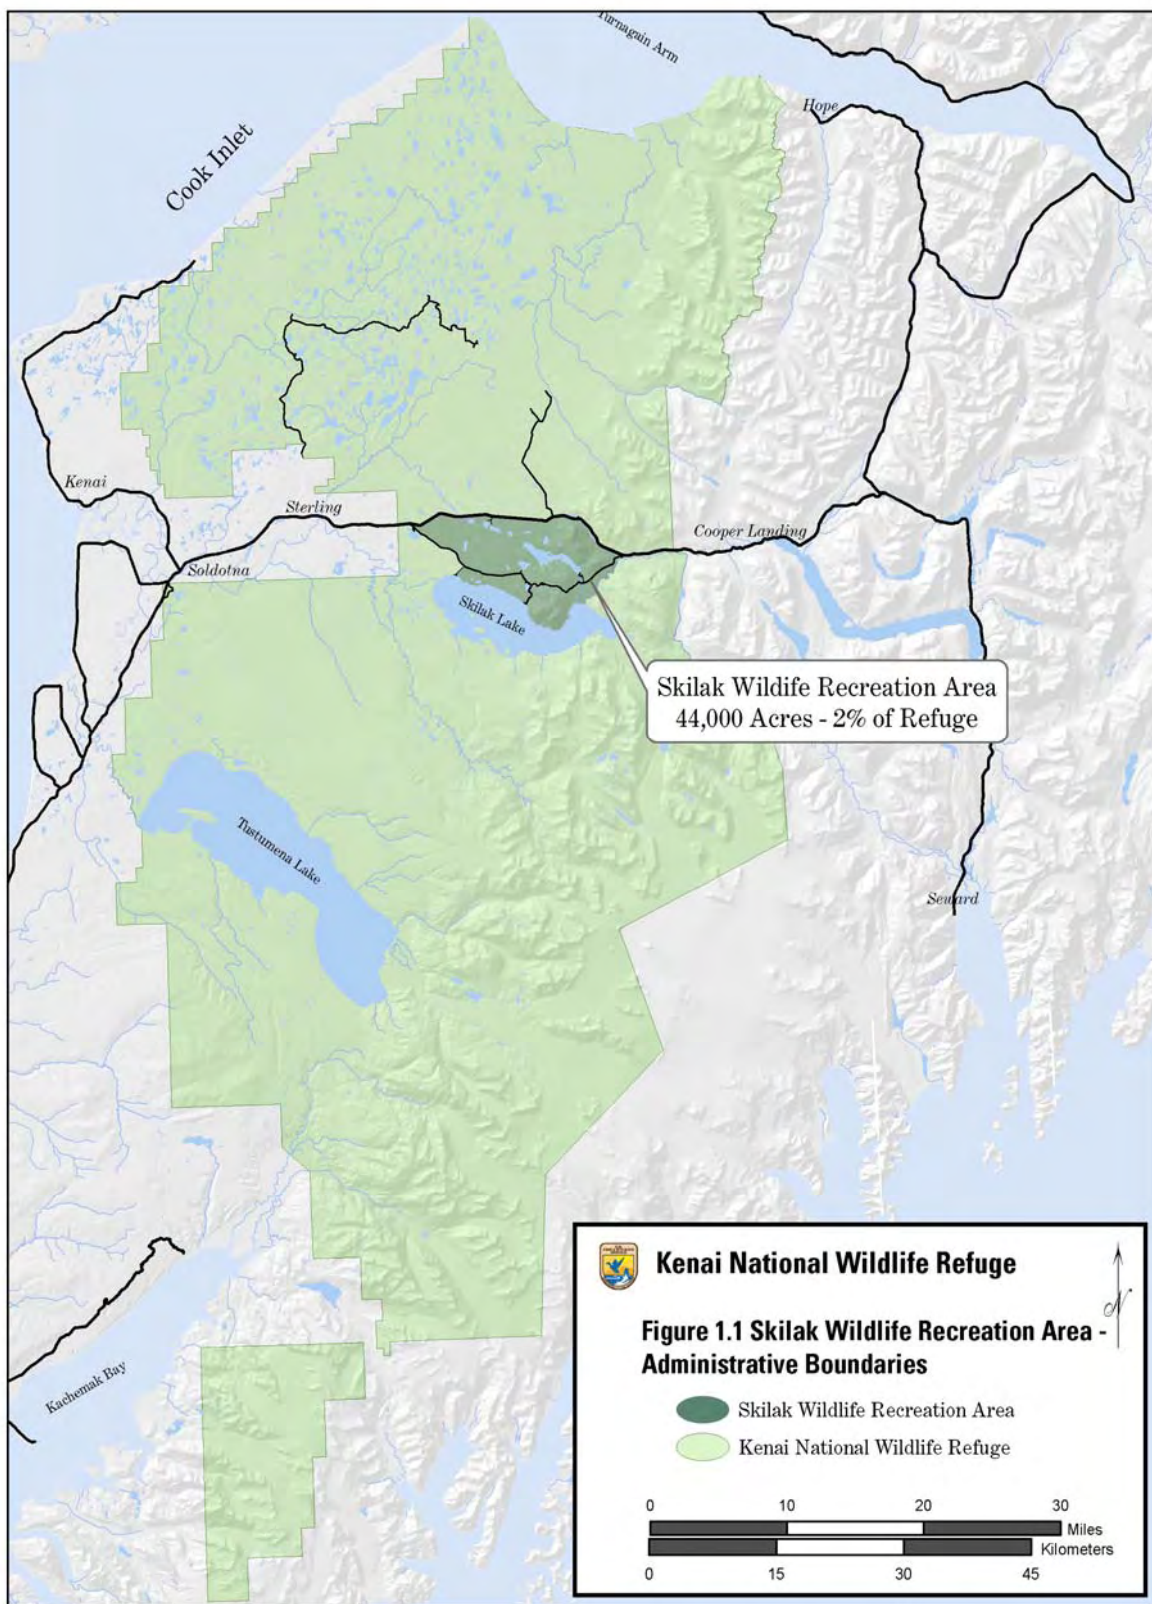 Turnagain Arm
Hope
Cook Inlet
Kenai
Sterling
Cooper Landing
Soldotna
Skilak Lake
Skilak Wildife Recreation Area
44,000 Acres - 2% of Refuge
Tustumena Lake
Seward
Kachemak Bay
Kenai National Wildlife Refuge
N
Figure 1.1 Skilak Wildlife Recreation Area -
Administrative Boundaries
Skilak Wildlife Recreation Area
Kenai National Wildlife Refuge
0 10 20 30
Miles
Kilometers
0 15 30 45